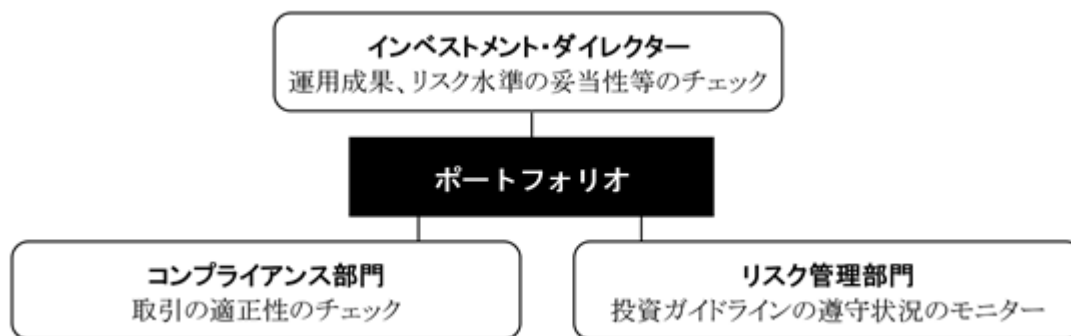 インベストメント・ダイレクター
運用成果、リスク水準の妥当性等のチェック
ポートフォリオ
コンプライアンス部門
取引の適正性のチェック
リスク管理部門
投資ガイドラインの遵守状況のモニター